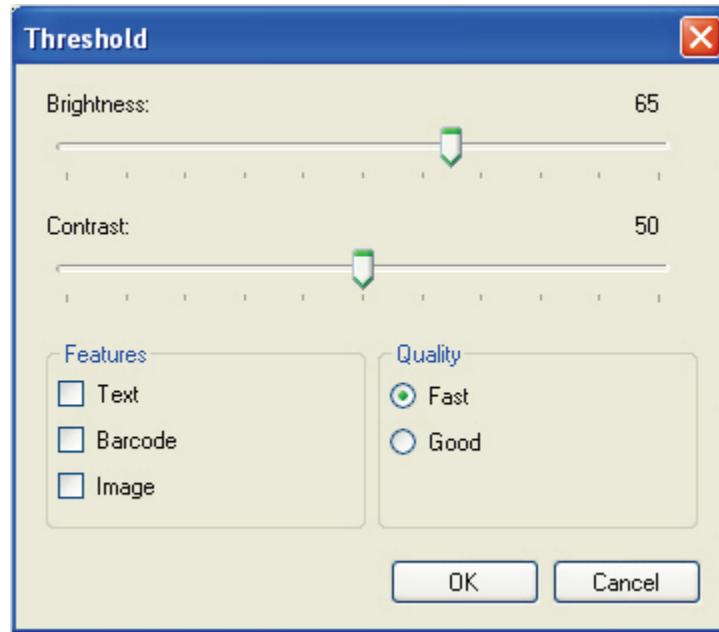 Threshold
Brightness: 65
Contrast: 50
Features
Text
Barcode
Image
Quality
Fast
Good
OK Cancel